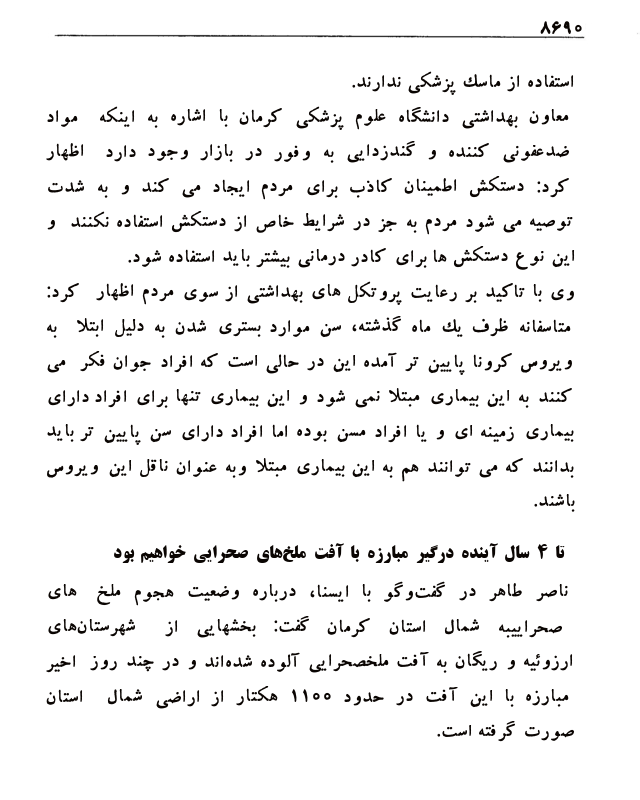 ۸۶۹۰
استفاده از ماسك پزشکی ندارند.
معاون بهداشتی دانشگاه علوم پزشکی کرمان با اشاره به اینکه مواد
ضدعفونی کننده و گندزدایی به وفور در بازار وجود دارد اظهار
کرد: دستکش اطمینان کاذب برای مردم ایجاد می کند و به شدت
توصیه می شود مردم به جز در شرایط خاص از دستکش استفاده نکنند و
این نوع دستکش ها برای کادر درمانی بیشتر باید استفاده شود.
وی با تاکید بر رعایت پروتکل های بهداشتی از سوی مردم اظهار کرد:
متاسفانه ظرف یك ماه گذشته، سن موارد بستری شدن به دلیل ابتلا به
ویروس کرونا پایین تر آمده این در حالی است که افراد جوان فکر می
کنند به این بیماری مبتلا نمی شود و این بیماری تنها برای افراد دارای
بیماری زمینه ای و یا افراد مسن بوده اما افراد دارای سن پایین تر باید
بدانند که می توانند هم به این بیماری مبتلا وبه عنوان ناقل این ویروس
باشند.
تا ۴ سال آینده درگیر مبارزه با آفت ملخ‌های صحرایی خواهیم بود
ناصر طاهر در گفت‌وگو با ایسنا، درباره وضعیت هجوم ملخ های
صحراییبه شمال استان کرمان گفت: بخشهایی از شهرستان‌های
ارزوئیه و ریگان به آفت ملخصحرایی آلوده شده‌اند و در چند روز اخیر
مبارزه با این آفت در حدود ۱۱۰۰ هکتار از اراضی شمال استان
صورت گرفته است.